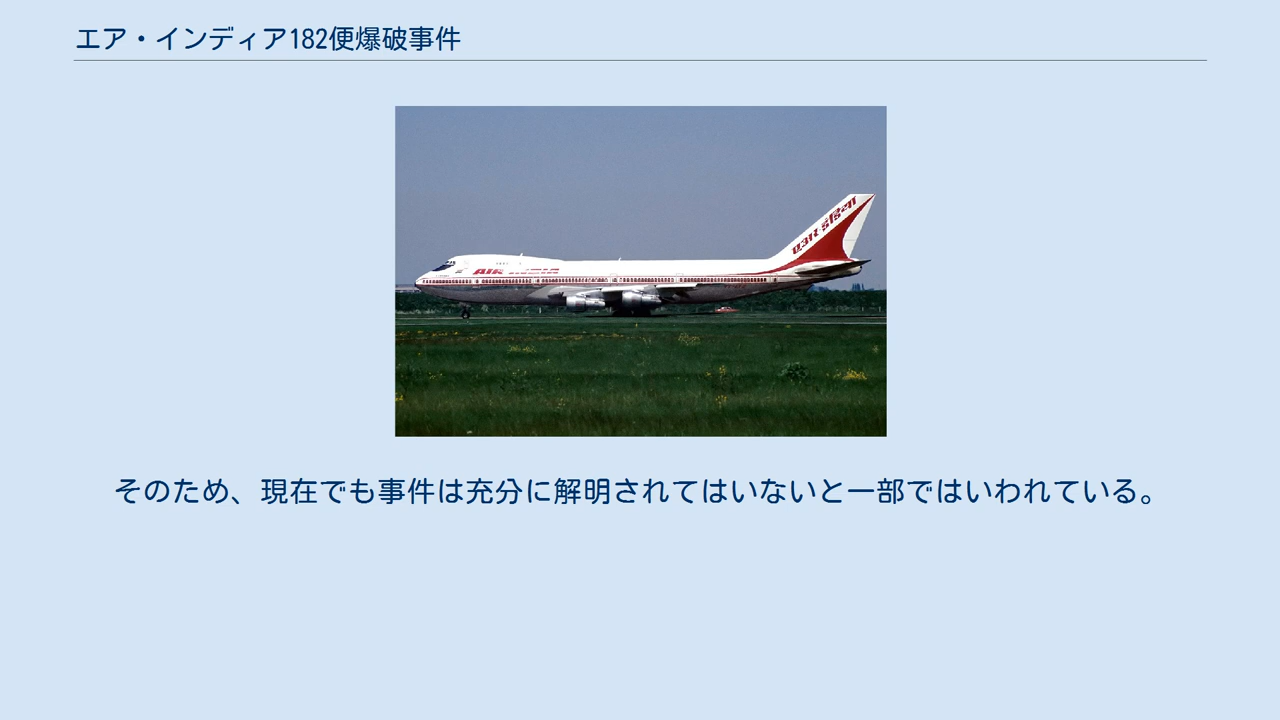 エア・インディア182便爆破事件
AIR INDIA
そのため、現在でも事件は充分に解明されてはいないと一部ではいわれている。